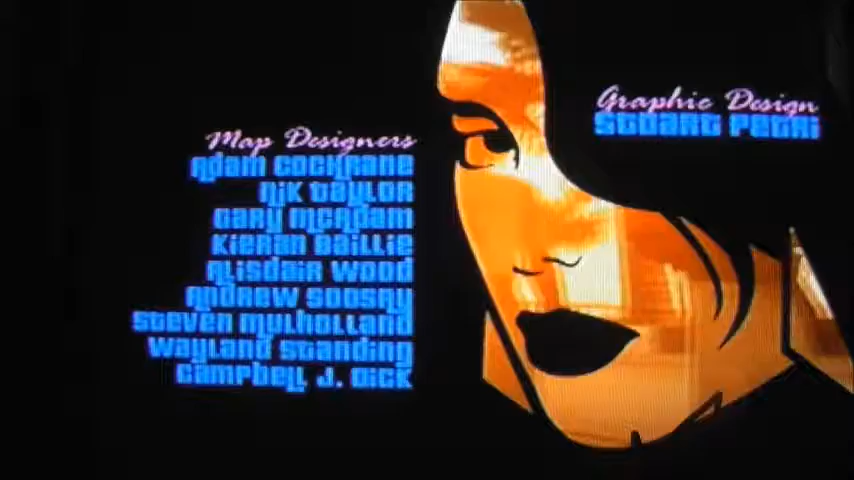 Map Designers
Adam Cochrane
Nik Taylor
Gary McAdam
Kieran Baillie
Alisdair Wood
Andrew Soosay
Steven Mulholland
Wayland Standing
Campbell J. Dick
Graphic Design
Stuart Petri